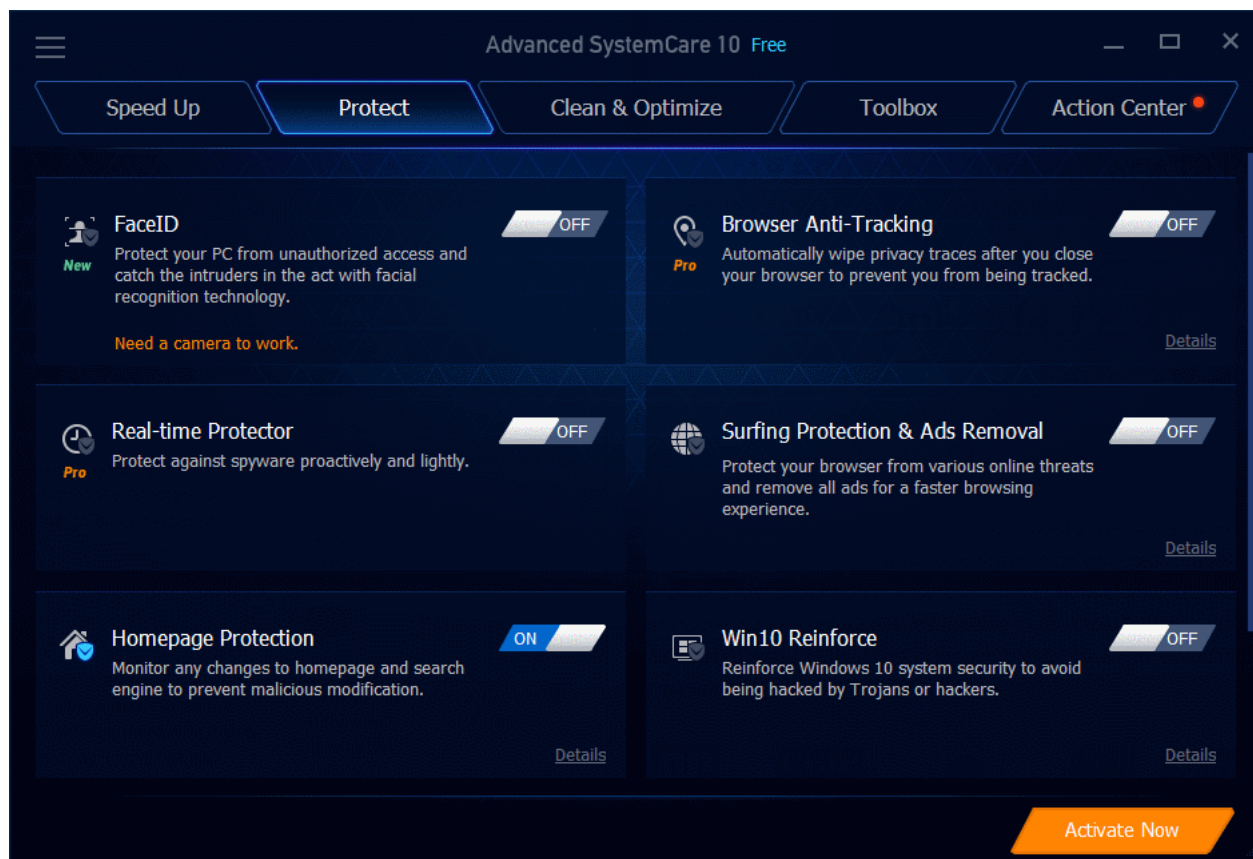 Advanced SystemCare 10 Free
Speed Up
Protect
Clean & Optimize
Toolbox
Action Center
FaceID
OFF
New
Protect your PC from unauthorized access and
catch the intruders in the act with facial
recognition technology.
Need a camera to work.
Browser Anti-Tracking
OFF
Pro
Automatically wipe privacy traces after you close
your browser to prevent you from being tracked.
Details
Real-time Protector
OFF
Pro
Protect against spyware proactively and lightly.
Surfing Protection & Ads Removal
OFF
Protect your browser from various online threats
and remove all ads for a faster browsing
experience.
Details
Homepage Protection
ON
Monitor any changes to homepage and search
engine to prevent malicious modification.
Details
Win10 Reinforce
OFF
Reinforce Windows 10 system security to avoid
being hacked by Trojans or hackers.
Details
Activate Now